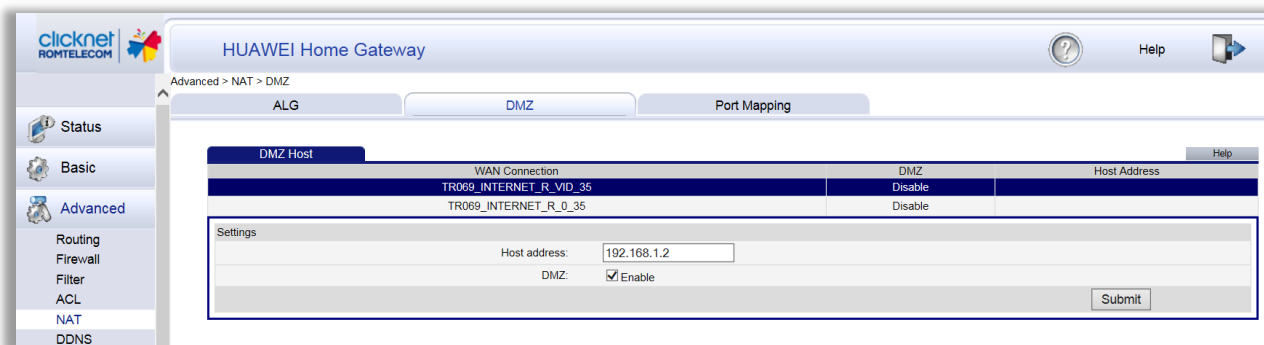 clicknet
ROMTELECOM
HUAWEI Home Gateway
Help
Advanced > NAT > DMZ
ALG DMZ Port Mapping
Status
Basic
Advanced
Routing
Firewall
Filter
ACL
NAT
DDNS
DMZ Host Help
WAN Connection DMZ Host Address
TR069_INTERNET_R_VID_35 Disable
TR069_INTERNET_R_0_35 Disable
Settings
Host address: 192.168.1.2
DMZ: Enable
Submit